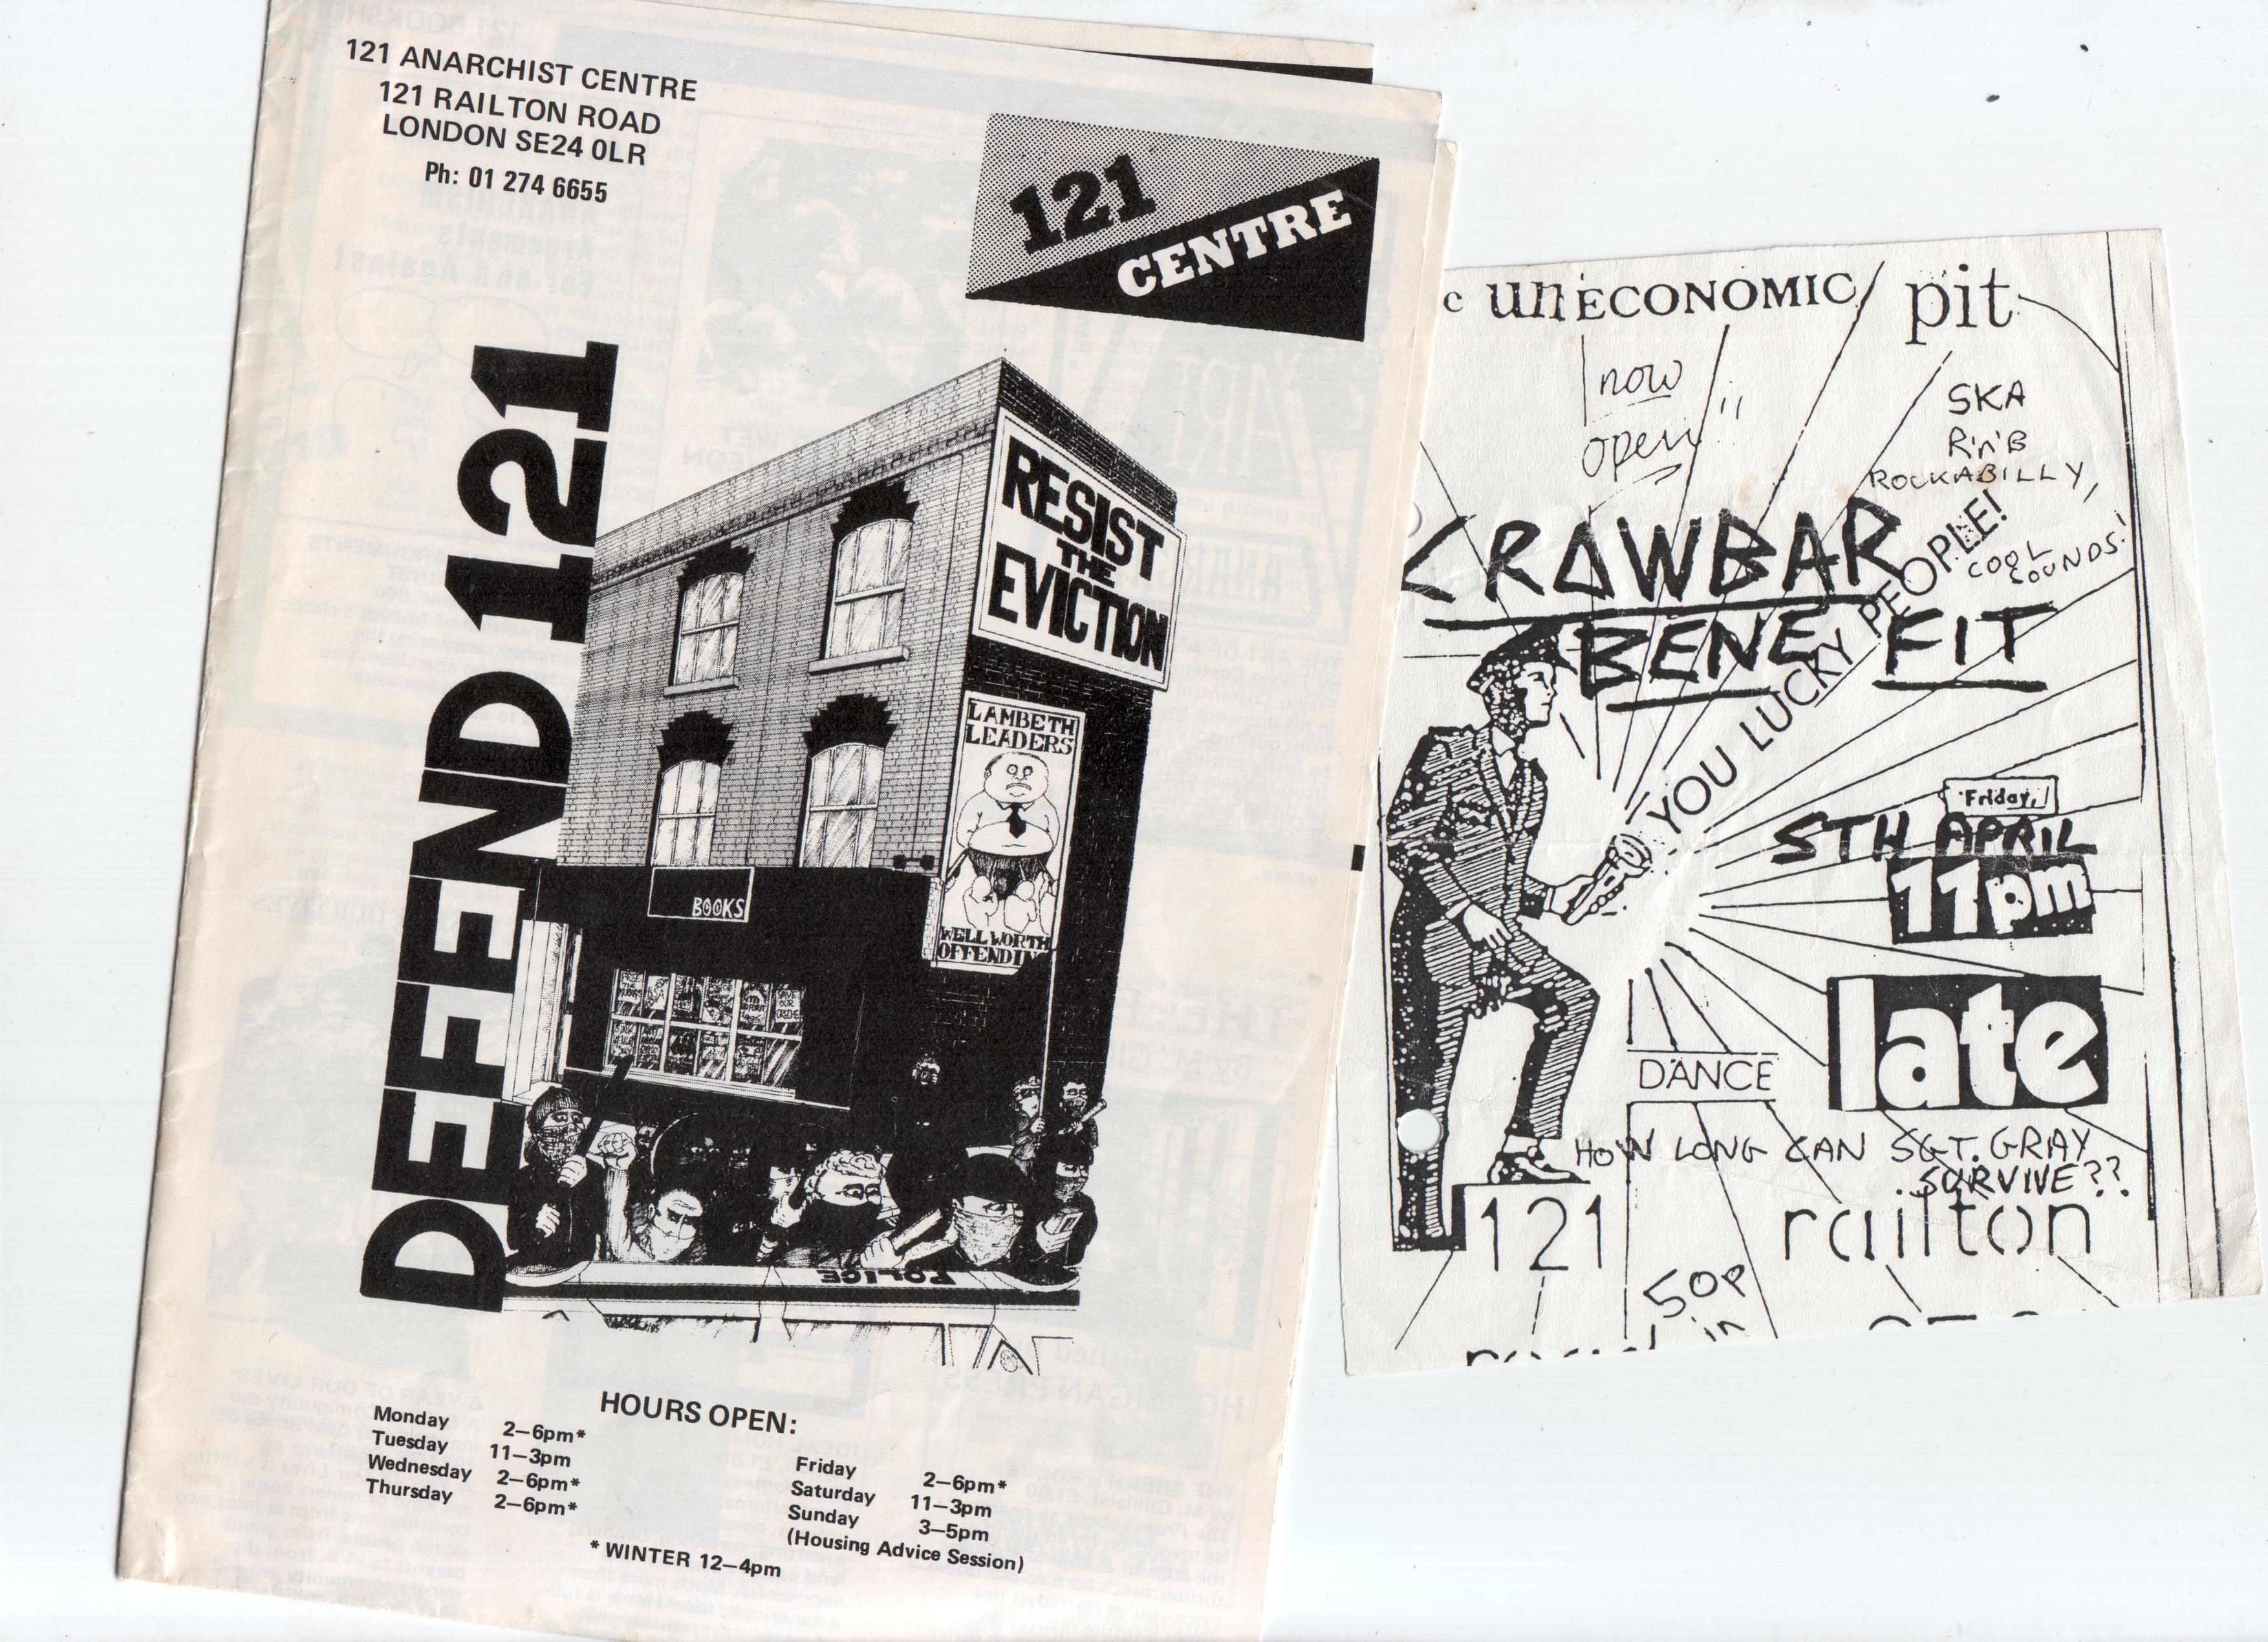 121 ANARCHIST CENTRE
121 RAILTON ROAD
LONDON SE24 0LR
Ph: 01 274 6655
121
CENTRE
DEFEND 121
RESIST
THE
EVICTION
LAMBETH
LEADERS
WELL WORTH
OFFENDING
BOOKS
POLICE
HOURS OPEN:
Monday 2–6pm*
Tuesday 11–3pm
Wednesday 2–6pm*
Thursday 2–6pm*
Friday 2–6pm*
Saturday 11–3pm
Sunday 3–5pm
(Housing Advice Session)
* WINTER 12–4pm
c unECONOMIC pit
now
open!!
SKA
R'n'B
ROCKABILLY,
COOL
SOUNDS!
CROWBAR
BENEFIT
YOU LUCKY PEOPLE!
Friday,
5TH APRIL
11pm
late
DANCE
HOW LONG CAN SGT. GRAY
SURVIVE??
121 railton
50p
in